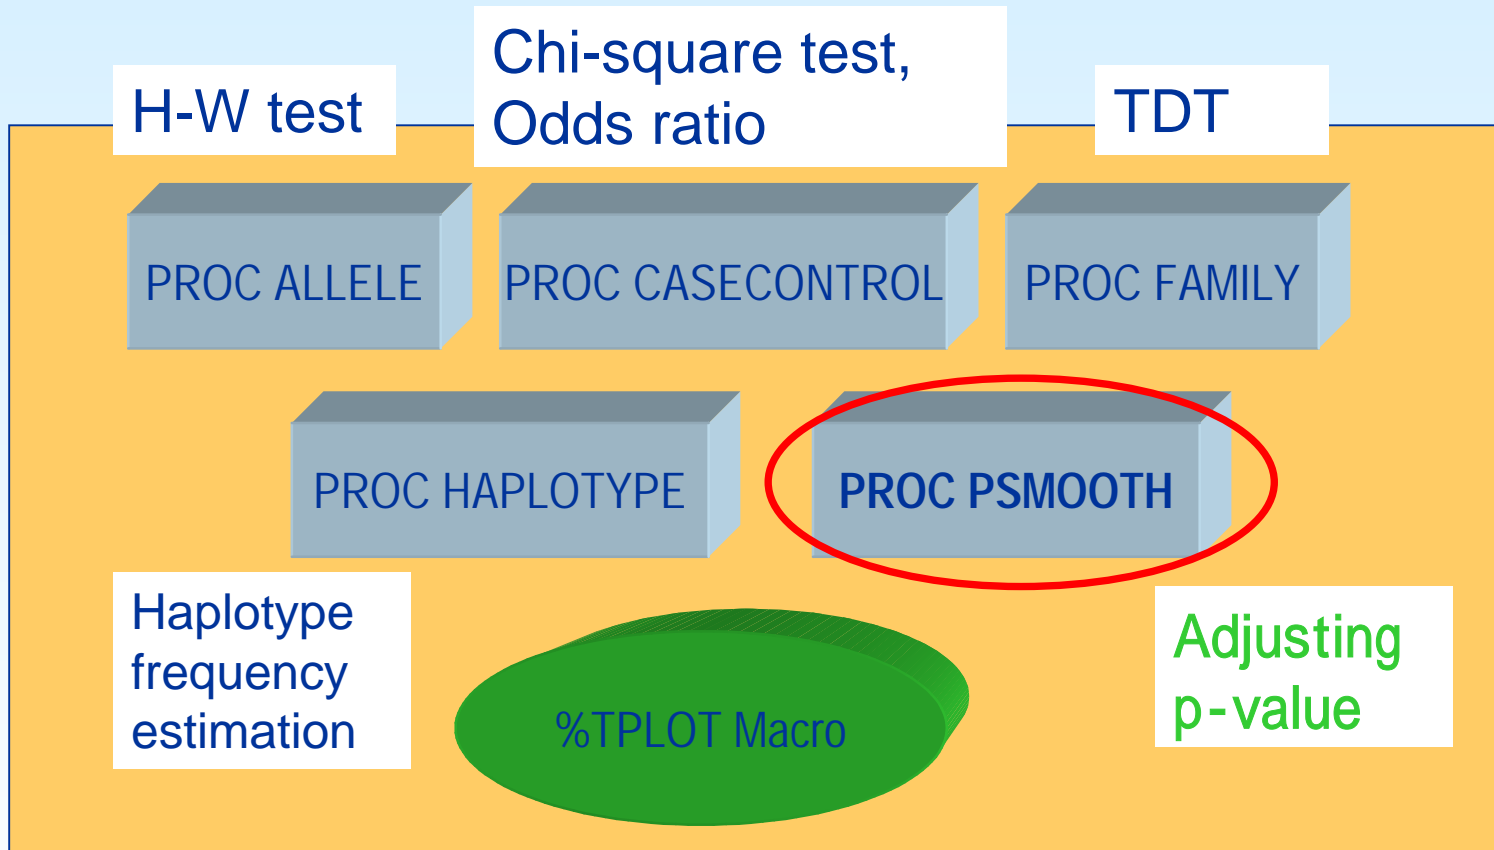 H-W test
Chi-square test,
Odds ratio
TDT
PROC ALLELE
PROC CASECONTROL
PROC FAMILY
PROC HAPLOTYPE
PROC PSMOOTH
Haplotype
frequency
estimation
%TPLOT Macro
Adjusting
p-value